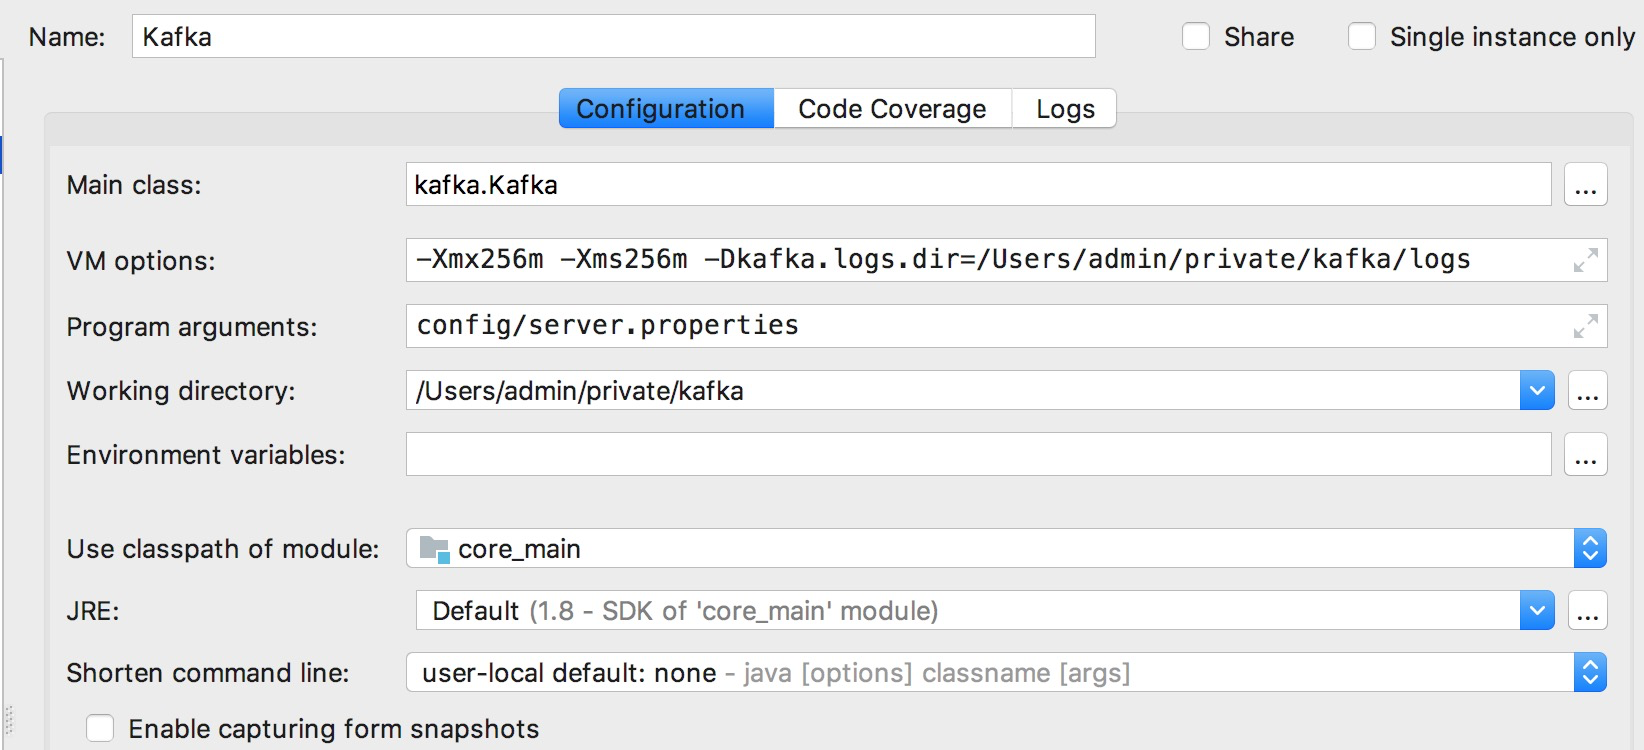 Name: Kafka Share Single instance only
Configuration Code Coverage Logs
Main class: kafka.Kafka ...
VM options: -Xmx256m -Xms256m -Dkafka.logs.dir=/Users/admin/private/kafka/logs
Program arguments: config/server.properties
Working directory: /Users/admin/private/kafka ...
Environment variables: ...
Use classpath of module: core_main
JRE: Default (1.8 - SDK of 'core_main' module) ...
Shorten command line: user-local default: none - java [options] classname [args]
Enable capturing form snapshots